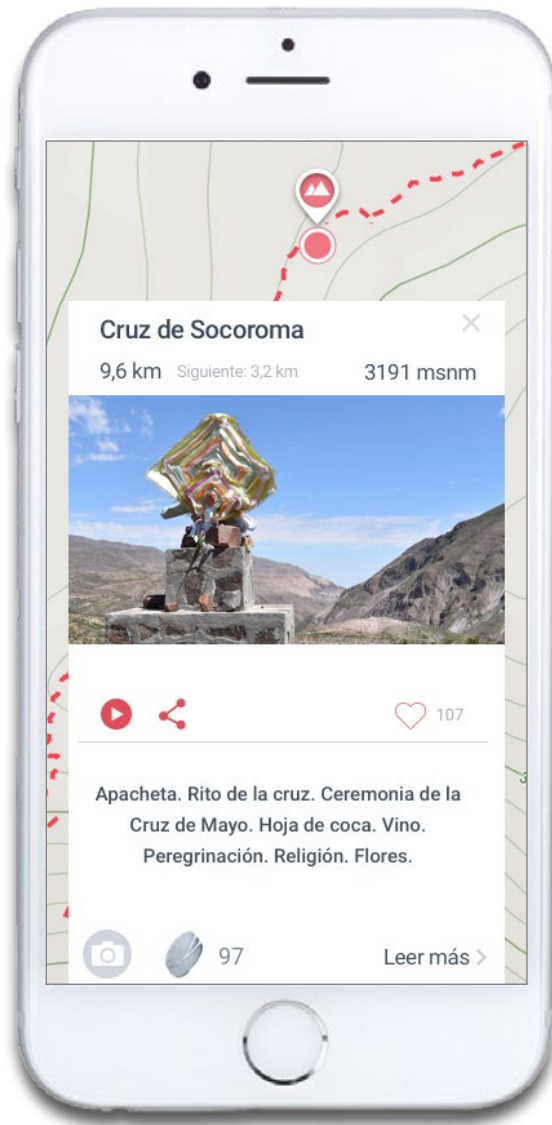 Cruz de Socoroma
9,6 km Siguiente: 3,2 km 3191 msnm
107
Apacheta. Rito de la cruz. Ceremonia de la
Cruz de Mayo. Hoja de coca. Vino.
Peregrinación. Religión. Flores.
97 Leer más